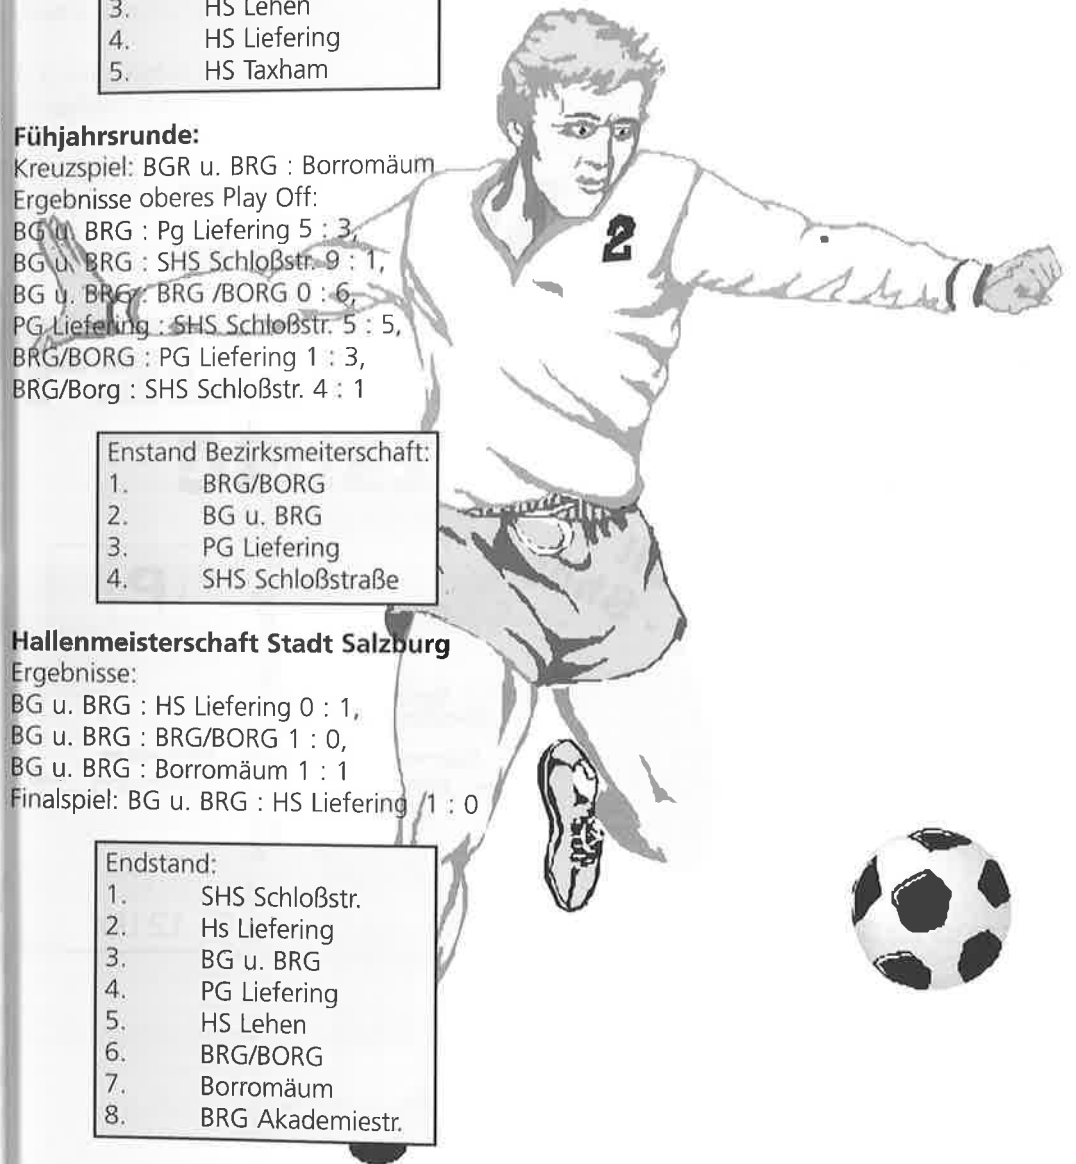 3. HS Lehen
4. HS Liefering
5. HS Taxham
Fühjahrsrunde:
Kreuzspiel: BGR u. BRG : Borromäum
Ergebnisse oberes Play Off:
BG u. BRG : Pg Liefering 5 : 3,
BG u. BRG : SHS Schloßstr. 9 : 1,
BG u. BRG : BRG /BORG 0 : 6,
PG Liefering : SHS Schloßstr. 5 : 5,
BRG/BORG : PG Liefering 1 : 3,
BRG/Borg : SHS Schloßstr. 4 : 1
Enstand Bezirksmeiterschaft:
1. BRG/BORG
2. BG u. BRG
3. PG Liefering
4. SHS Schloßstraße
Hallenmeisterschaft Stadt Salzburg
Ergebnisse:
BG u. BRG : HS Liefering 0 : 1,
BG u. BRG : BRG/BORG 1 : 0,
BG u. BRG : Borromäum 1 : 1
Finalspiel: BG u. BRG : HS Liefering /1 : 0
Endstand:
1. SHS Schloßstr.
2. Hs Liefering
3. BG u. BRG
4. PG Liefering
5. HS Lehen
6. BRG/BORG
7. Borromäum
8. BRG Akademiestr.
2